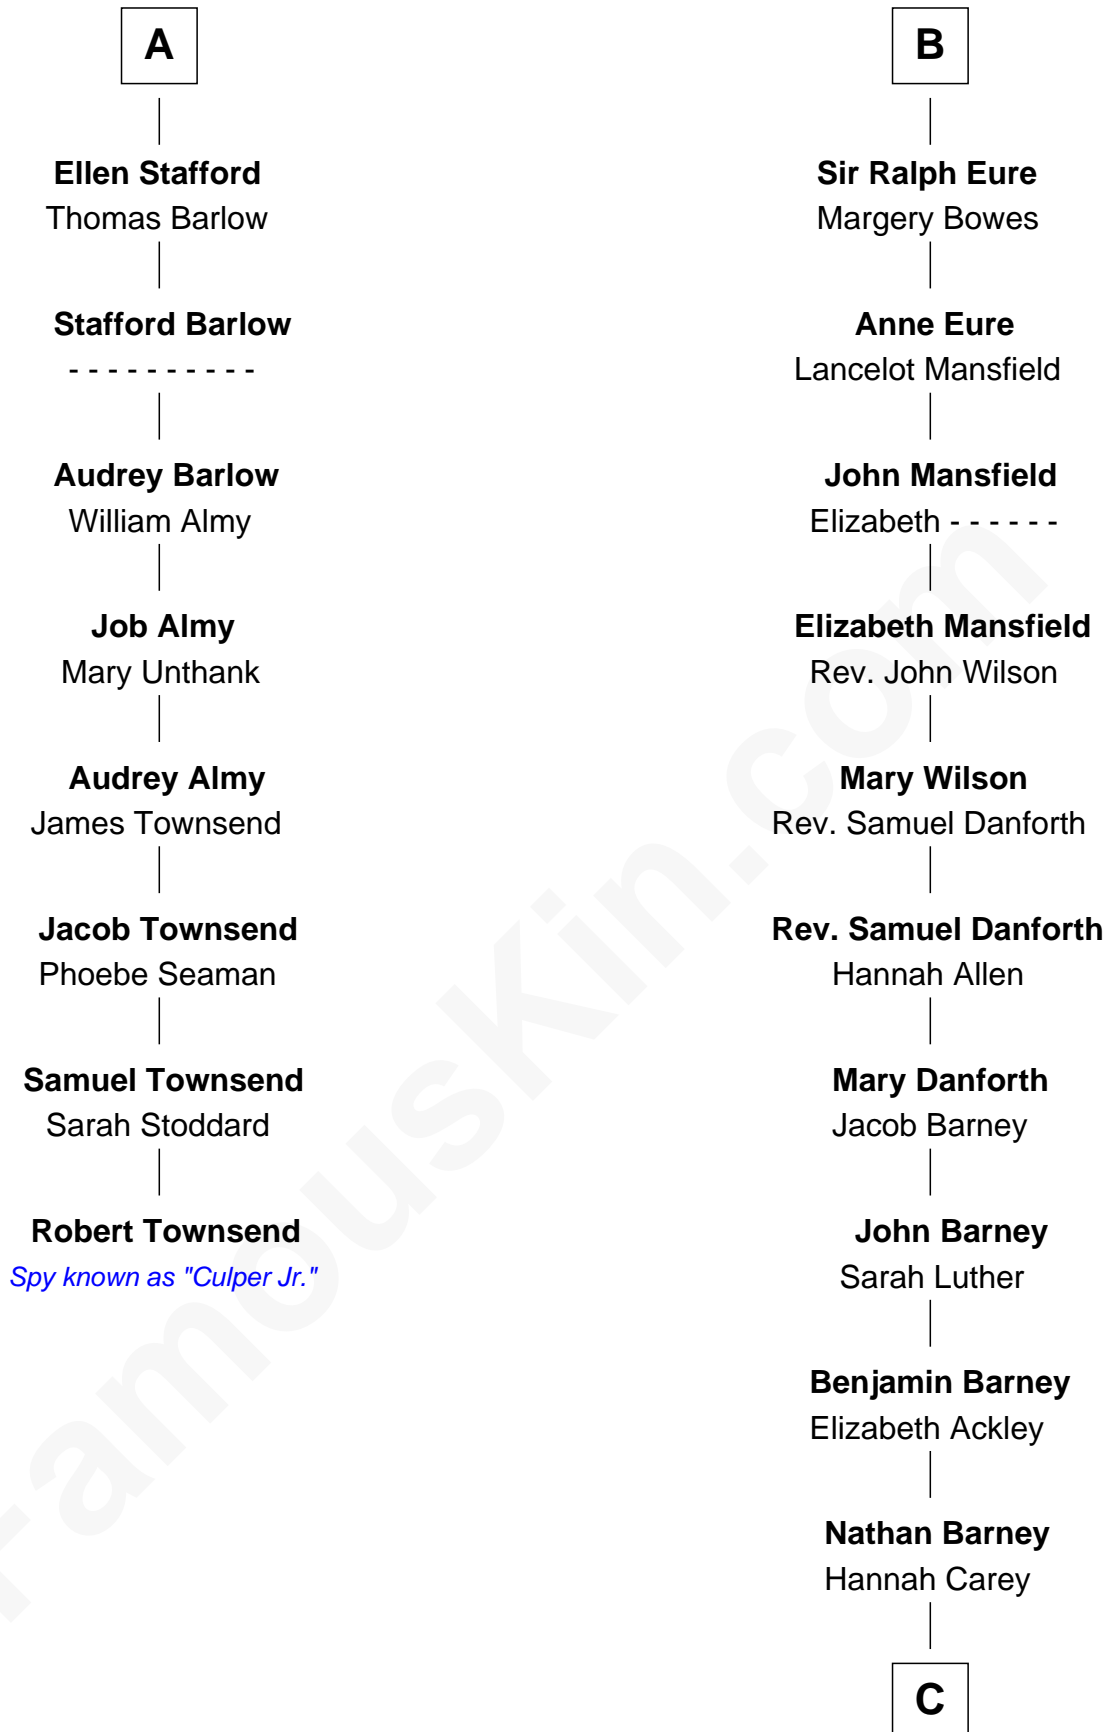 A
Ellen Stafford
Thomas Barlow
Stafford Barlow
- - - - - - - - - -
Audrey Barlow
William Almy
Job Almy
Mary Unthank
Audrey Almy
James Townsend
Jacob Townsend
Phoebe Seaman
Samuel Townsend
Sarah Stoddard
Robert Townsend
Spy known as "Culper Jr."
B
Sir Ralph Eure
Margery Bowes
Anne Eure
Lancelot Mansfield
John Mansfield
Elizabeth - - - - - -
Elizabeth Mansfield
Rev. John Wilson
Mary Wilson
Rev. Samuel Danforth
Rev. Samuel Danforth
Hannah Allen
Mary Danforth
Jacob Barney
John Barney
Sarah Luther
Benjamin Barney
Elizabeth Ackley
Nathan Barney
Hannah Carey
C
FamousKin.com